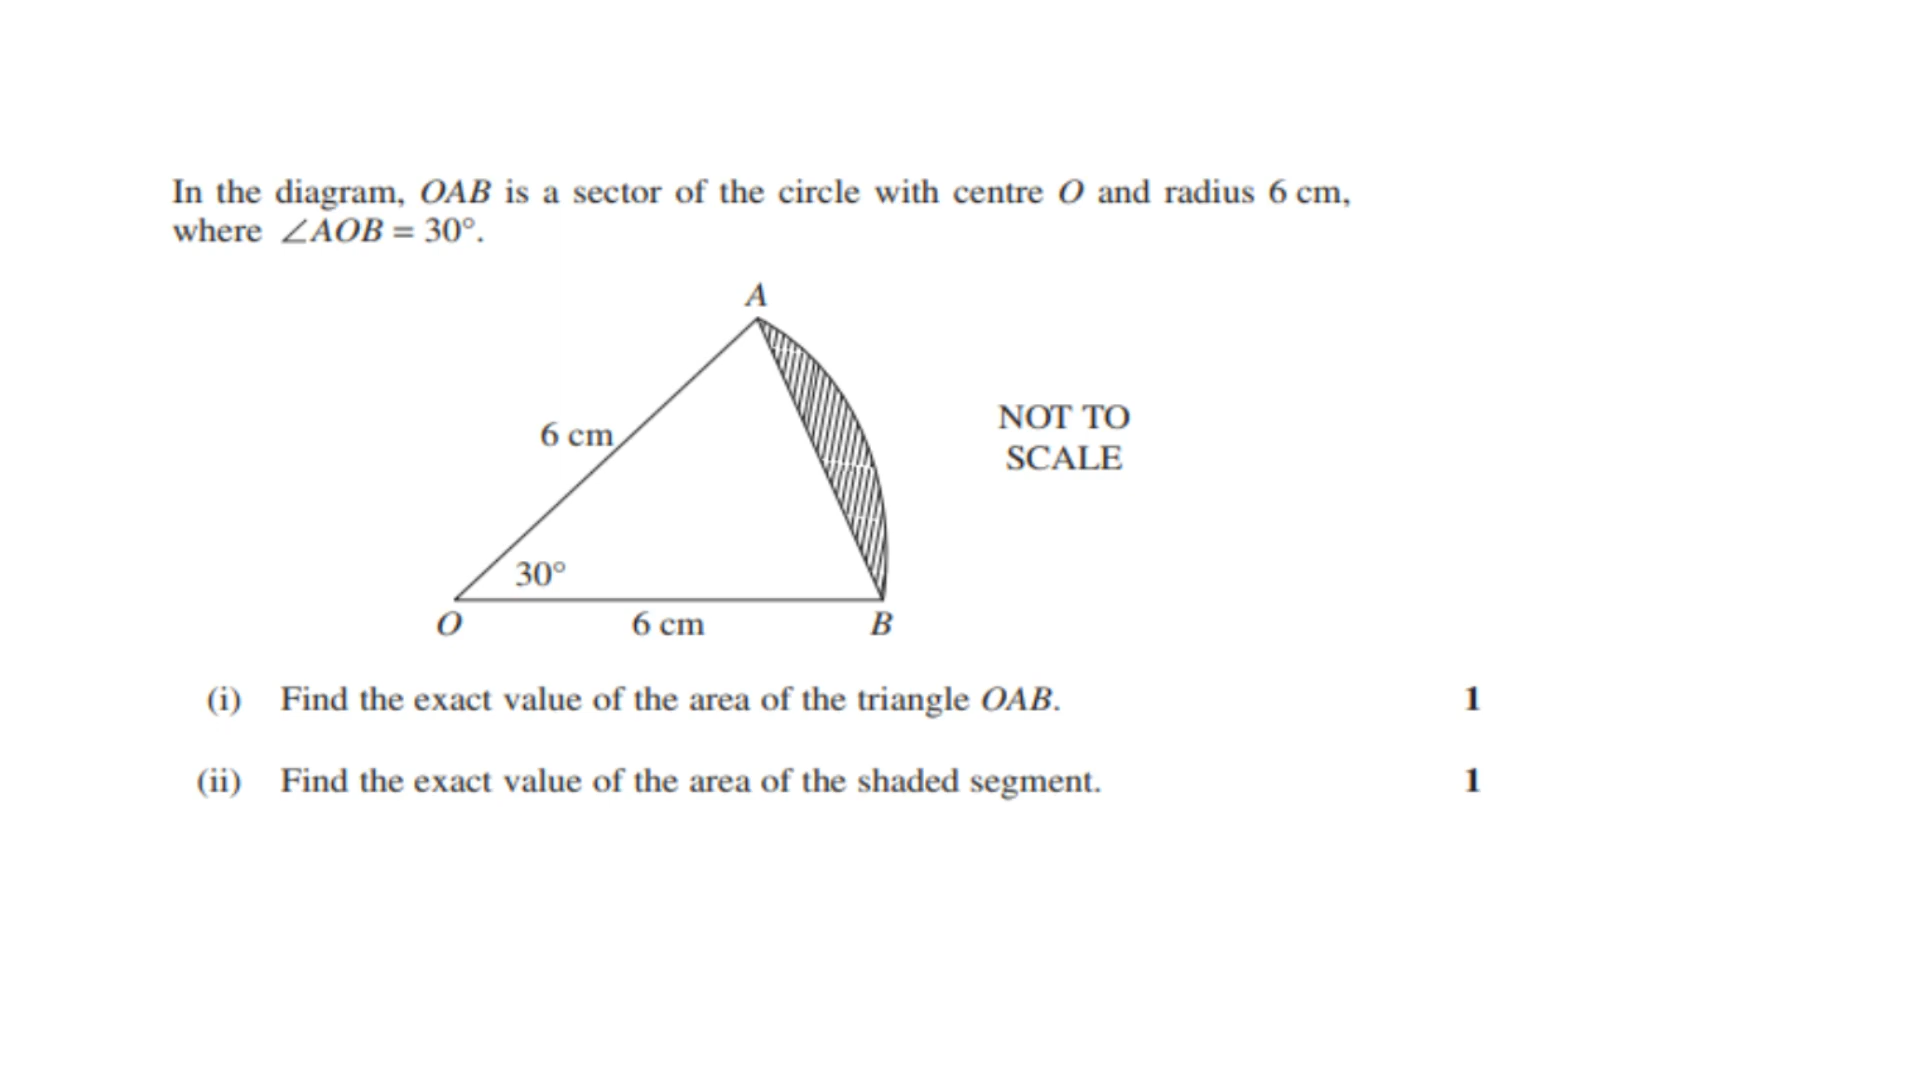 In the diagram, OAB is a sector of the circle with centre O and radius 6 cm,
where ∠AOB = 30°.
A
6 cm
NOT TO
SCALE
30°
O
6 cm
B
(i) Find the exact value of the area of the triangle OAB. 1
(ii) Find the exact value of the area of the shaded segment. 1